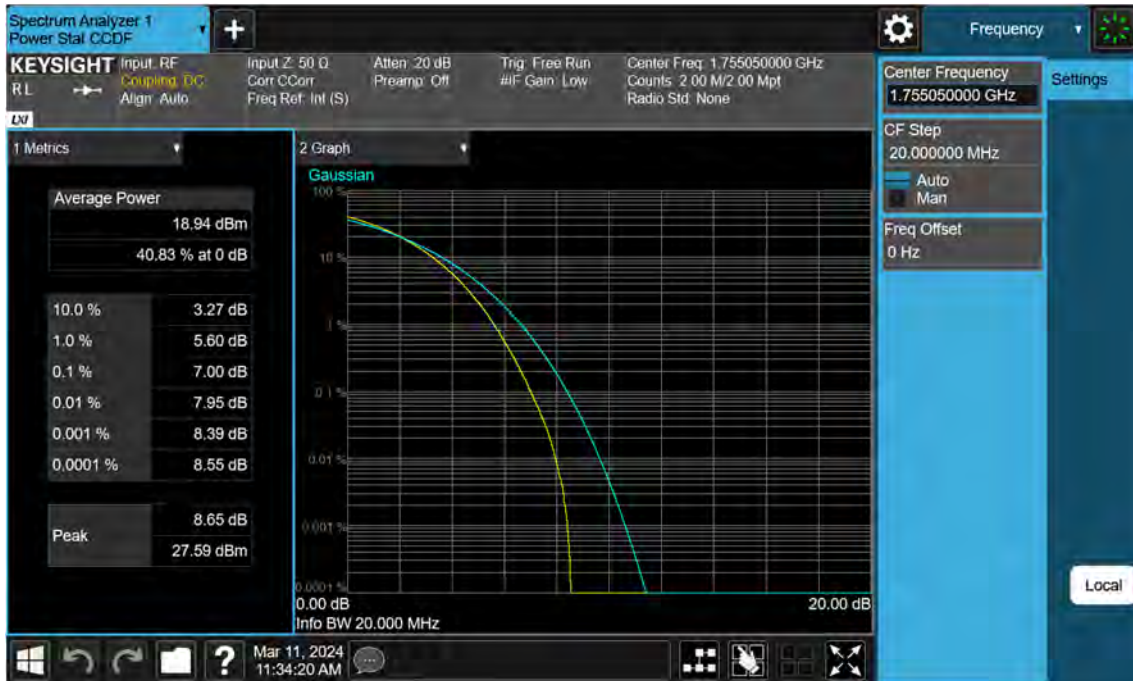 Spectrum Analyzer 1
Power Stat CCDF
Frequency
KEYSIGHT
RL
LXI
Input: RF
Coupling: DC
Align: Auto
Input Z: 50 Ω
Corr CCorr
Freq Ref: Int (S)
Atten: 20 dB
Preamp: Off
Trig: Free Run
#IF Gain: Low
Center Freq: 1.755050000 GHz
Counts: 2.00 M/2.00 Mpt
Radio Std: None
Center Frequency
1.755050000 GHz
CF Step
20.000000 MHz
Auto
Man
Freq Offset
0 Hz
Settings
Local
1 Metrics
Average Power
18.94 dBm
40.83 % at 0 dB
10.0 % 3.27 dB
1.0 % 5.60 dB
0.1 % 7.00 dB
0.01 % 7.95 dB
0.001 % 8.39 dB
0.0001 % 8.55 dB
Peak
8.65 dB
27.59 dBm
2 Graph
Gaussian
100 %
10 %
1 %
0.1 %
0.01 %
0.001 %
0.0001 %
0.00 dB
20.00 dB
Info BW 20.000 MHz
?
Mar 11, 2024
11:34:20 AM